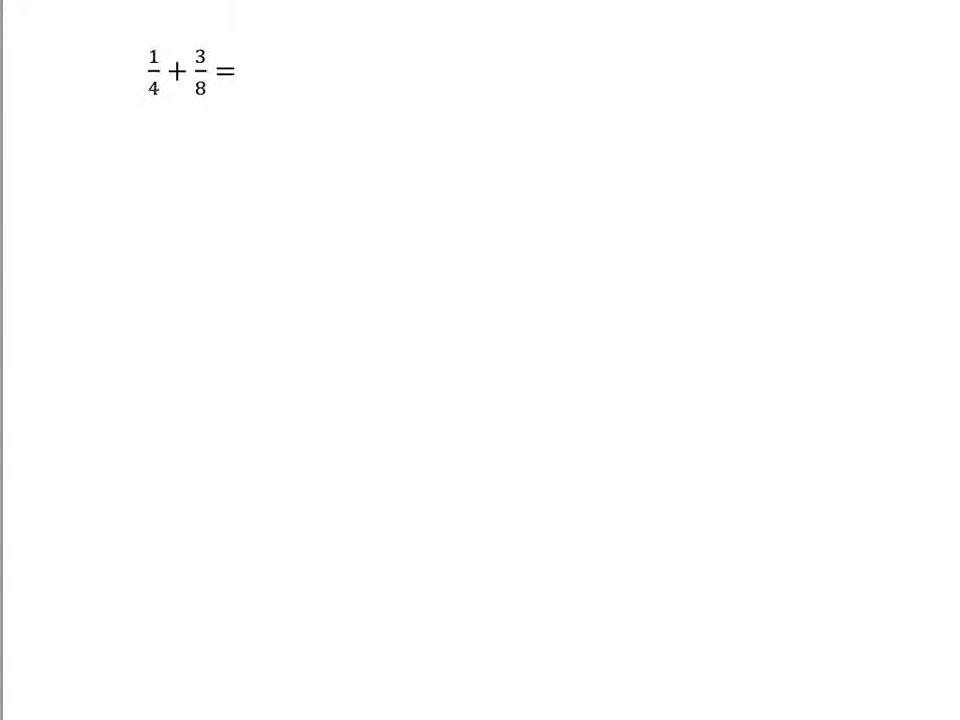 1/4 + 3/8 =